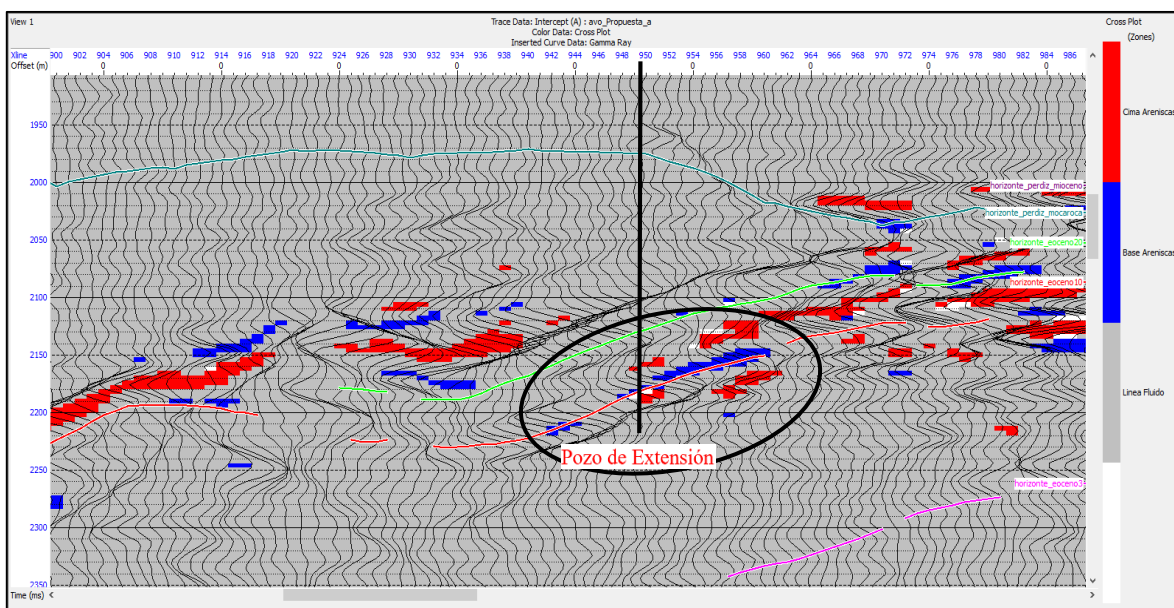 View 1
Trace Data: Intercept (A) : avo_Propuesta_a
Color Data: Cross Plot
Inserted Curve Data: Gamma Ray
Cross Plot
(Zones)
Xline 900 902 904 906 908 910 912 914 916 918 920 922 924 926 928 930 932 934 936 938 940 942 944 946 948 950 952 954 956 958 960 962 964 966 968 970 972 974 976 978 980 982 984 986
Offset (m) 0 0 0 0 0 0 0 0 0
1950
2000
2050
2100
2150
2200
2250
2300
2350
horizonte_perdiz_mioceno
horizonte_perdiz_mocaroca
horizonte_eoceno20
horizonte_eoceno10
horizonte_eoceno3
Pozo de Extensión
Cima Areniscas
Base Areniscas
Linea Fluido
Time (ms)